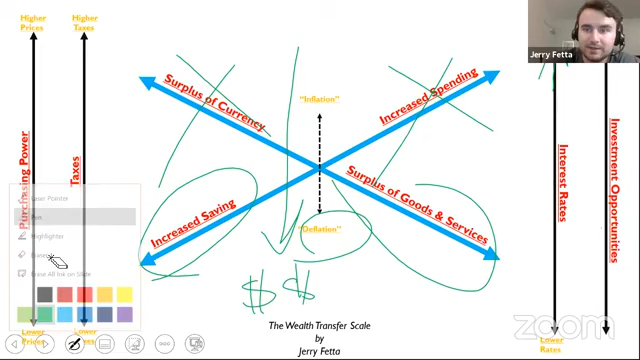 Higher
Prices
Higher
Taxes
Jerry Fetta
Surplus of Currency
"Inflation"
Increased Spending
Purchasing Power
Taxes
Interest Rates
Investment Opportunities
Increased Saving
Surplus of Goods & Services
"Deflation"
$ $
Laser Pointer
Pen
Highlighter
Eraser
Erase All Ink on Slide
Lower
Prices
Lower
Taxes
The Wealth Transfer Scale
by
Jerry Fetta
Lower
Rates
zoom